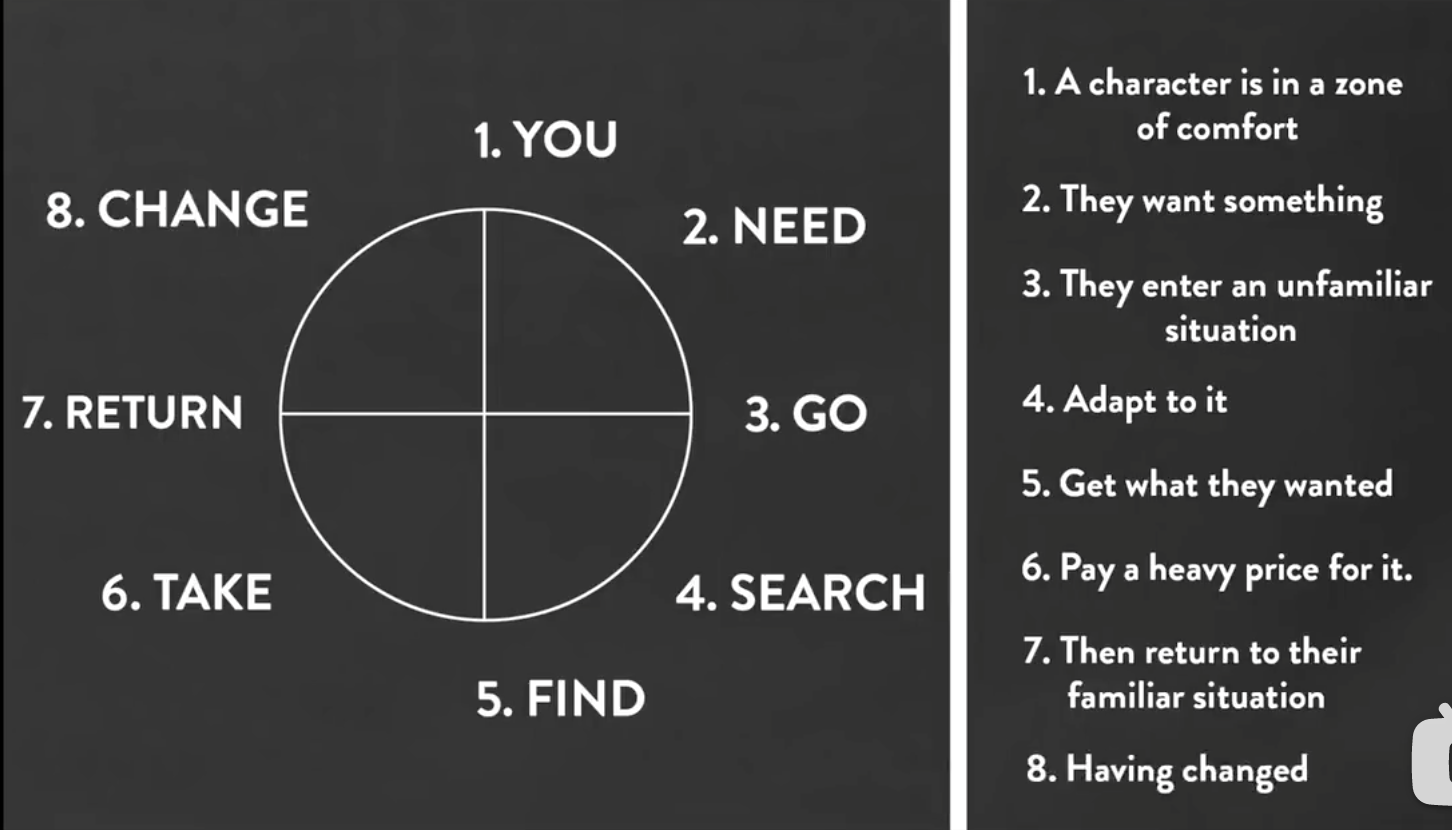 1. YOU
2. NEED
3. GO
4. SEARCH
5. FIND
6. TAKE
7. RETURN
8. CHANGE
1. A character is in a zone
of comfort
2. They want something
3. They enter an unfamiliar
situation
4. Adapt to it
5. Get what they wanted
6. Pay a heavy price for it.
7. Then return to their
familiar situation
8. Having changed